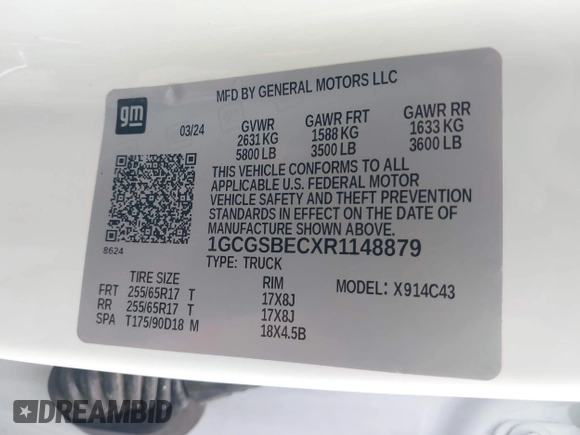 MFD BY GENERAL MOTORS LLC
gm
03/24
GVWR GAWR FRT GAWR RR
2631 KG 1588 KG 1633 KG
5800 LB 3500 LB 3600 LB
THIS VEHICLE CONFORMS TO ALL
APPLICABLE U.S. FEDERAL MOTOR
VEHICLE SAFETY AND THEFT PREVENTION
STANDARDS IN EFFECT ON THE DATE OF
MANUFACTURE SHOWN ABOVE.
8624
1GCGSBECXR1148879
TYPE: TRUCK
TIRE SIZE RIM MODEL: X914C43
FRT 255/65R17 T 17X8J
RR 255/65R17 T 17X8J
SPA T175/90D18 M 18X4.5B
DREAMBID